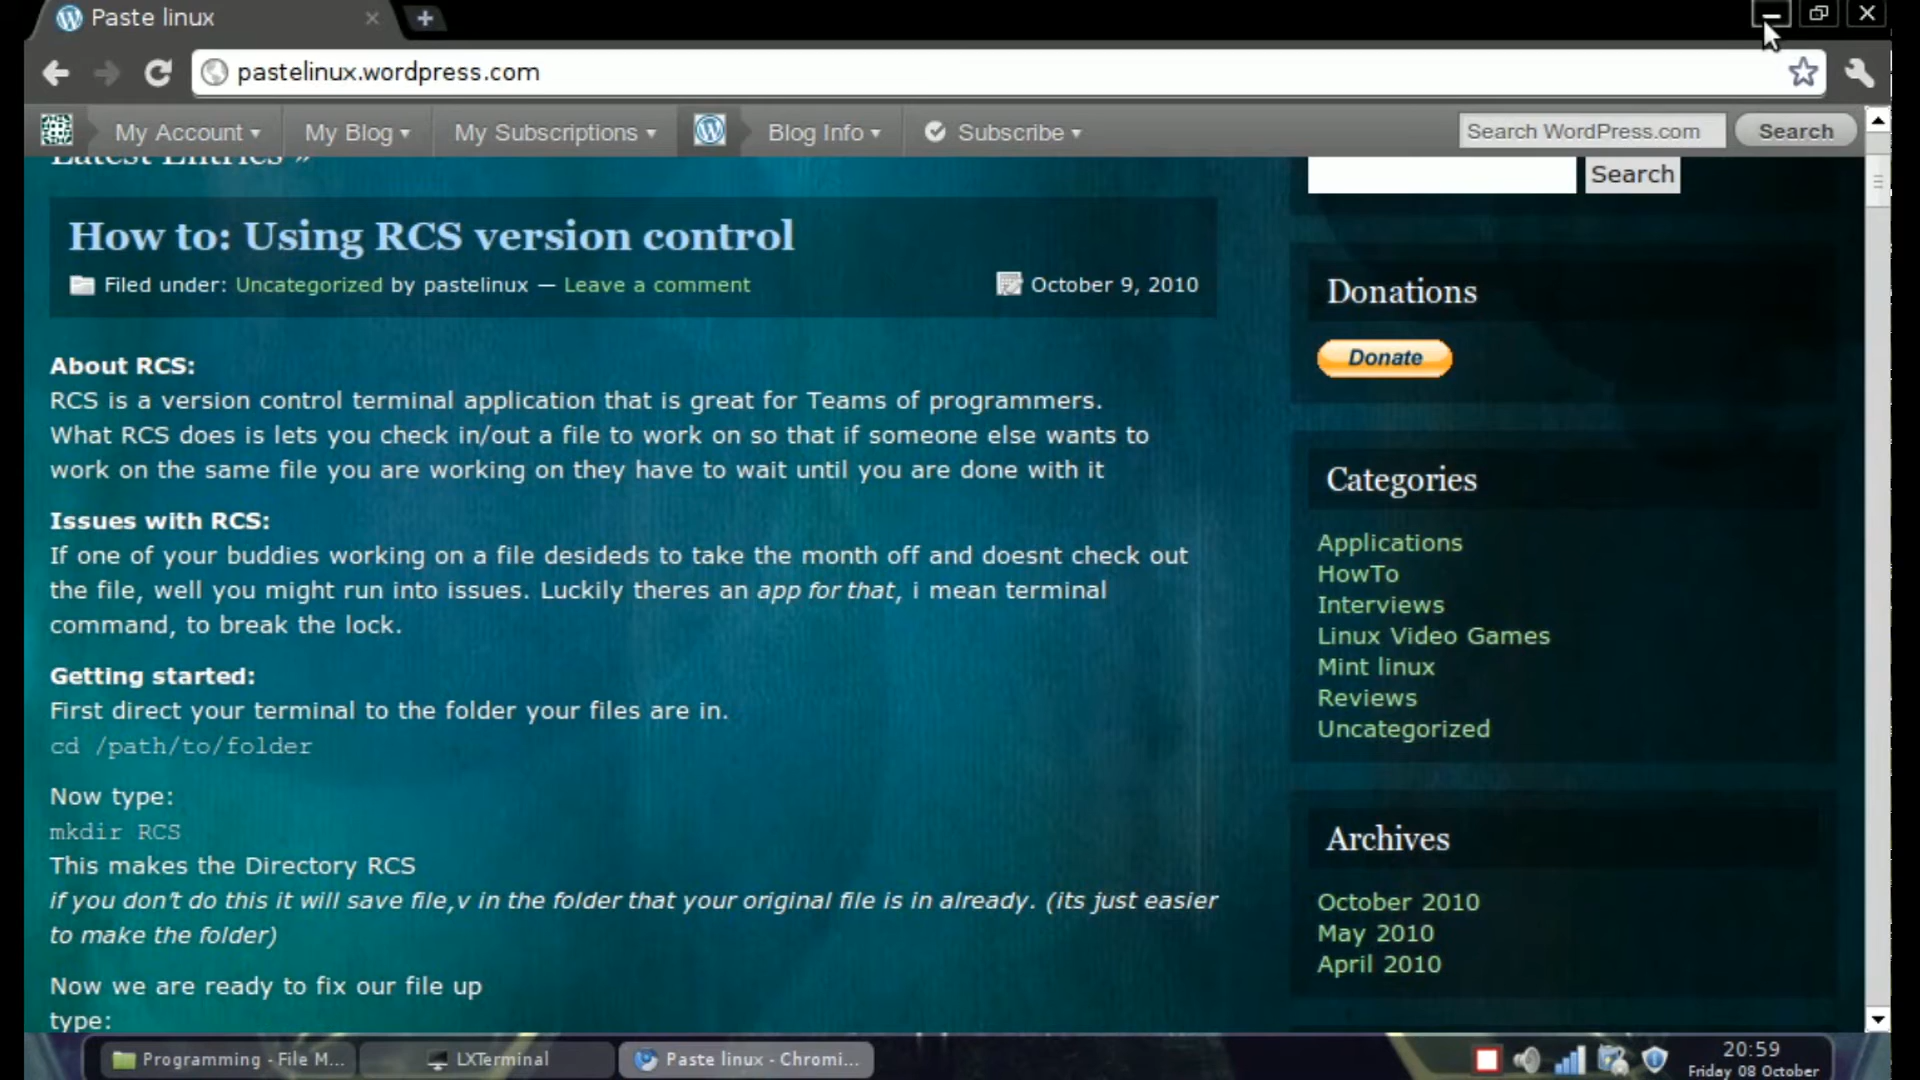 Paste linux
pastelinux.wordpress.com
My Account
My Blog
My Subscriptions
Blog Info
Subscribe
Search WordPress.com
Search
Latest Entries »
Search
How to: Using RCS version control
Filed under: Uncategorized by pastelinux — Leave a comment
October 9, 2010
About RCS:
RCS is a version control terminal application that is great for Teams of programmers.
What RCS does is lets you check in/out a file to work on so that if someone else wants to
work on the same file you are working on they have to wait until you are done with it
Issues with RCS:
If one of your buddies working on a file desideds to take the month off and doesnt check out
the file, well you might run into issues. Luckily theres an app for that, i mean terminal
command, to break the lock.
Getting started:
First direct your terminal to the folder your files are in.
cd /path/to/folder
Now type:
mkdir RCS
This makes the Directory RCS
if you don't do this it will save file,v in the folder that your original file is in already. (its just easier
to make the folder)
Now we are ready to fix our file up
type:
Donations
Donate
Categories
Applications
HowTo
Interviews
Linux Video Games
Mint linux
Reviews
Uncategorized
Archives
October 2010
May 2010
April 2010
Programming - File M...
LXTerminal
Paste linux - Chromi...
20:59
Friday 08 October